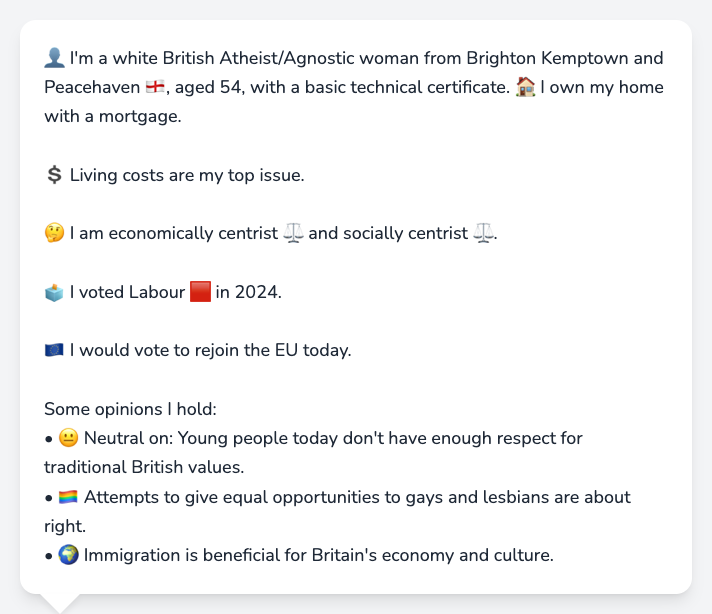 👤 I'm a white British Atheist/Agnostic woman from Brighton Kemptown and
Peacehaven 🏴󠁧󠁢󠁥󠁮󠁧󠁿, aged 54, with a basic technical certificate. 🏠 I own my home
with a mortgage.
💲 Living costs are my top issue.
🤔 I am economically centrist ⚖️ and socially centrist ⚖️.
🗳️ I voted Labour 🟥 in 2024.
🇪🇺 I would vote to rejoin the EU today.
Some opinions I hold:
• 😐 Neutral on: Young people today don't have enough respect for
traditional British values.
• 🏳️‍🌈 Attempts to give equal opportunities to gays and lesbians are about
right.
• 🌍 Immigration is beneficial for Britain's economy and culture.